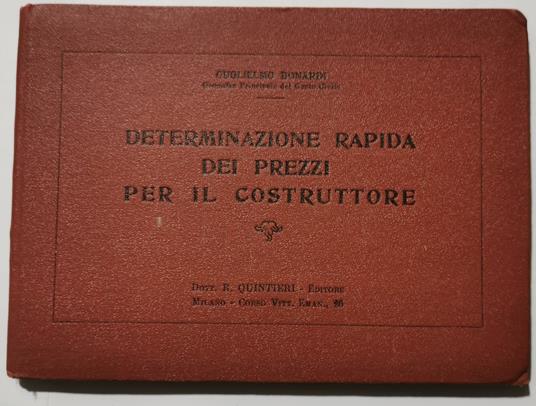 GUGLIELMO BONARDI
Geometra Principale del Genio Civile
DETERMINAZIONE RAPIDA
DEI PREZZI
PER IL COSTRUTTORE
DOTT. R. QUINTIERI - EDITORE
MILANO - CORSO VITT. EMAN., 26